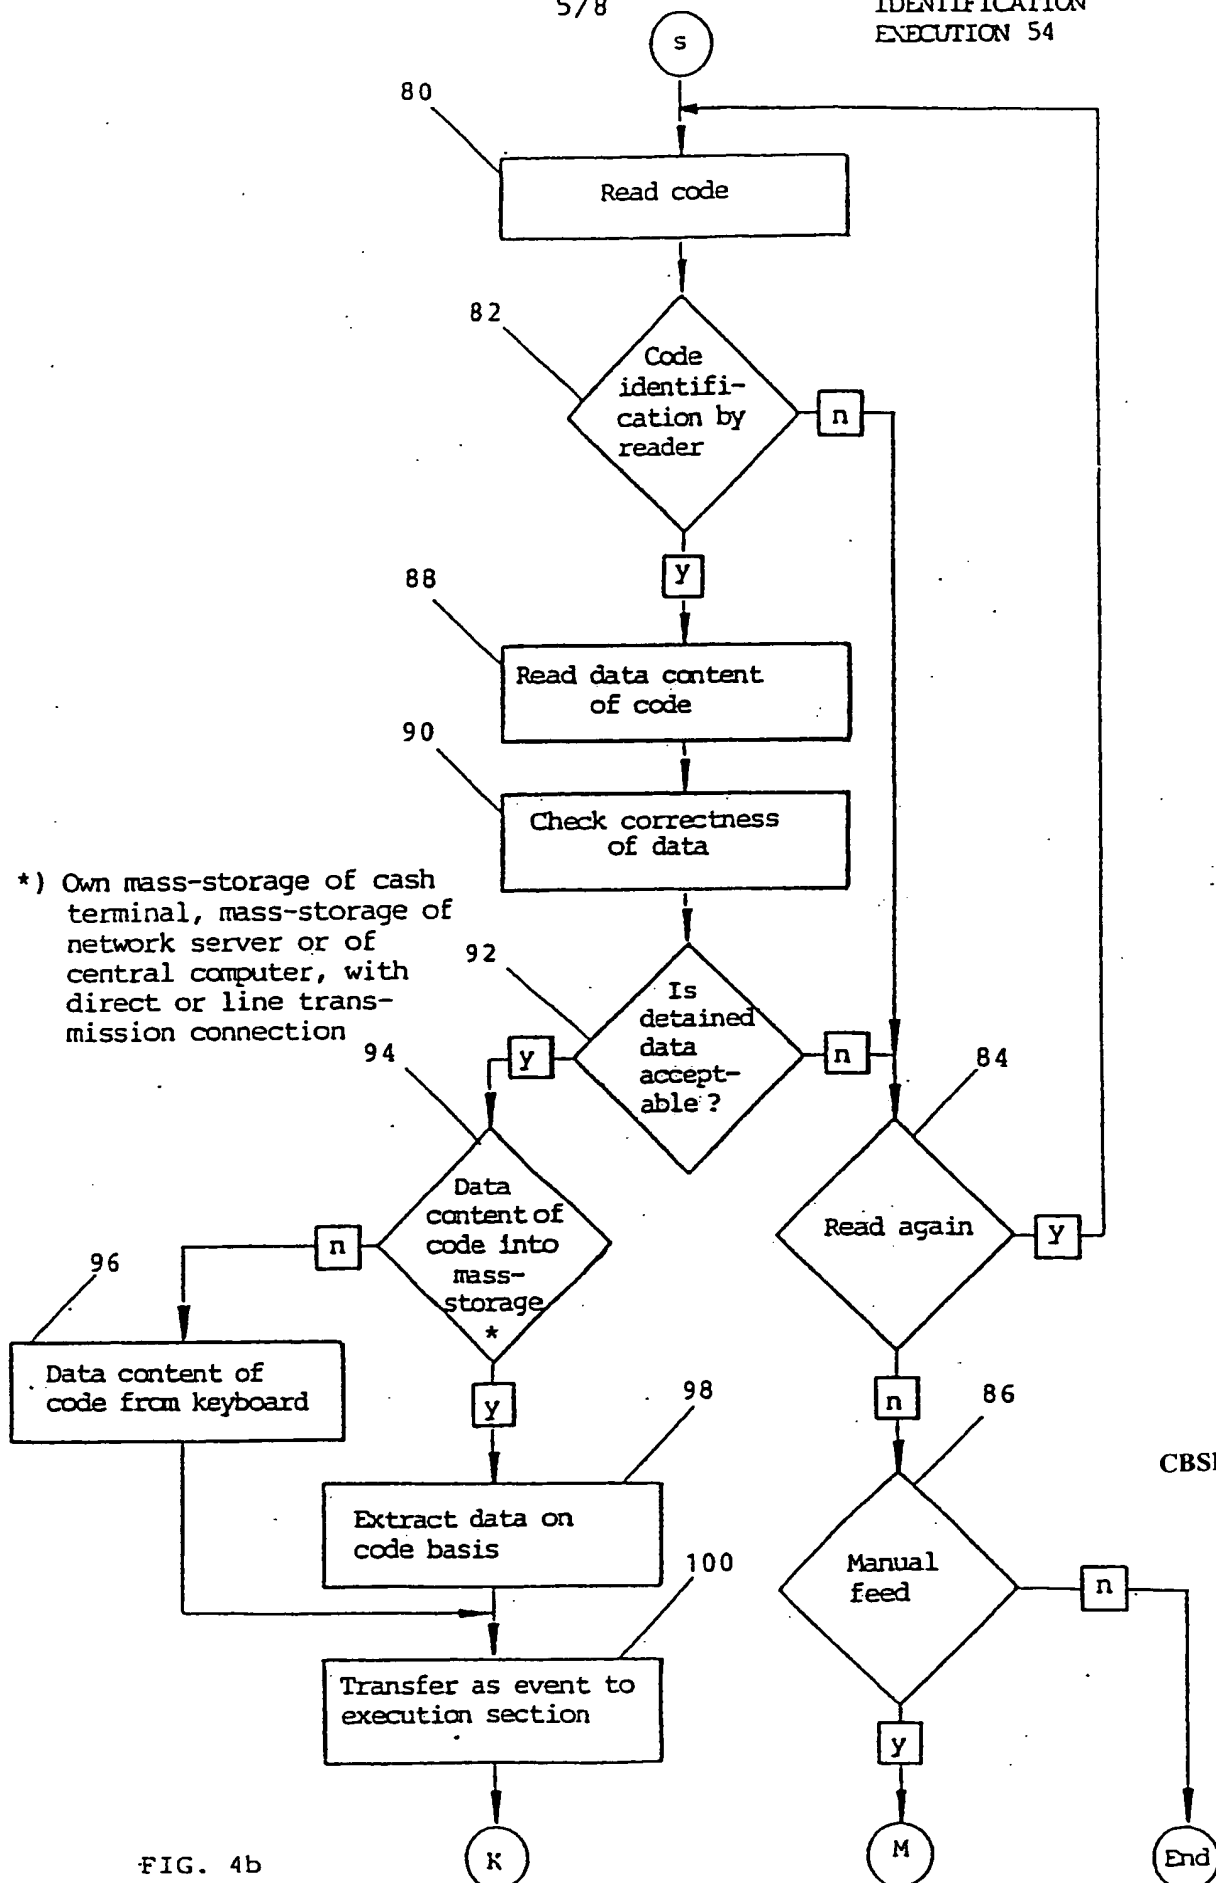 5/8
IDENTIFICATION
EXECUTION 54
s
80
Read code
82
Code
identifi-
cation by
reader
n
y
88
Read data content
of code
90
Check correctness
of data
*) Own mass-storage of cash
terminal, mass-storage of
network server or of
central computer, with
direct or line trans-
mission connection
92
Is
detained
data
accept-
able?
y
n
94
84
Data
content of
code into
mass-
storage
*
n
Read again
y
96
Data content of
code from keyboard
y
98
n
86
CBS
Extract data on
code basis
100
Manual
feed
n
Transfer as event to
execution section
y
K
M
End
FIG. 4b